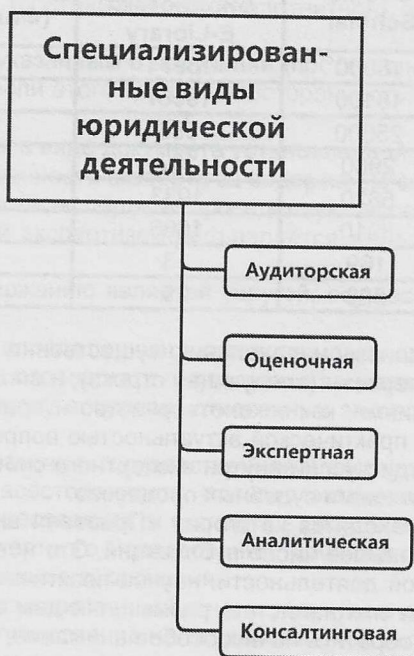 Специализирован-
ные виды
юридической
деятельности
Аудиторская
Оценочная
Экспертная
Аналитическая
Консалтинговая